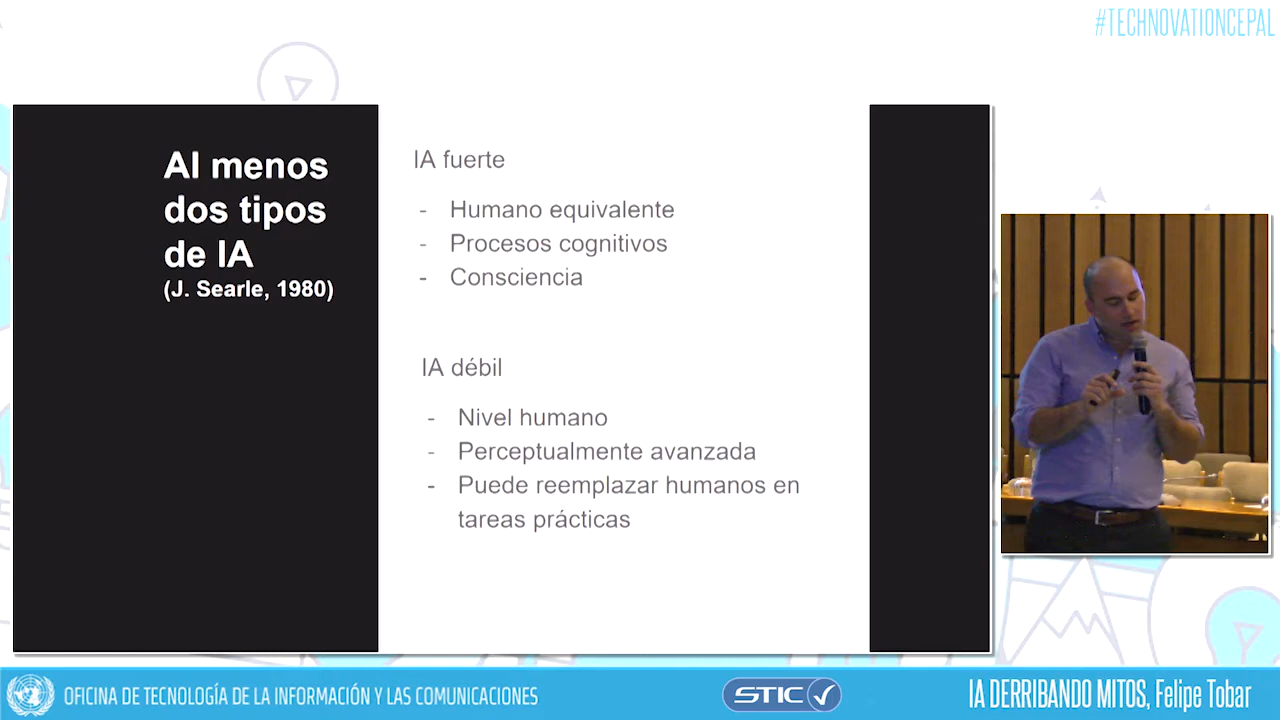 #TECHNOVATIONCEPAL
Al menos
dos tipos
de IA
(J. Searle, 1980)
IA fuerte
- Humano equivalente
- Procesos cognitivos
- Consciencia
IA débil
- Nivel humano
- Perceptualmente avanzada
- Puede reemplazar humanos en
tareas prácticas
OFICINA DE TECNOLOGÍA DE LA INFORMACIÓN Y LAS COMUNICACIONES
STIC
IA DERRIBANDO MITOS, Felipe Tobar